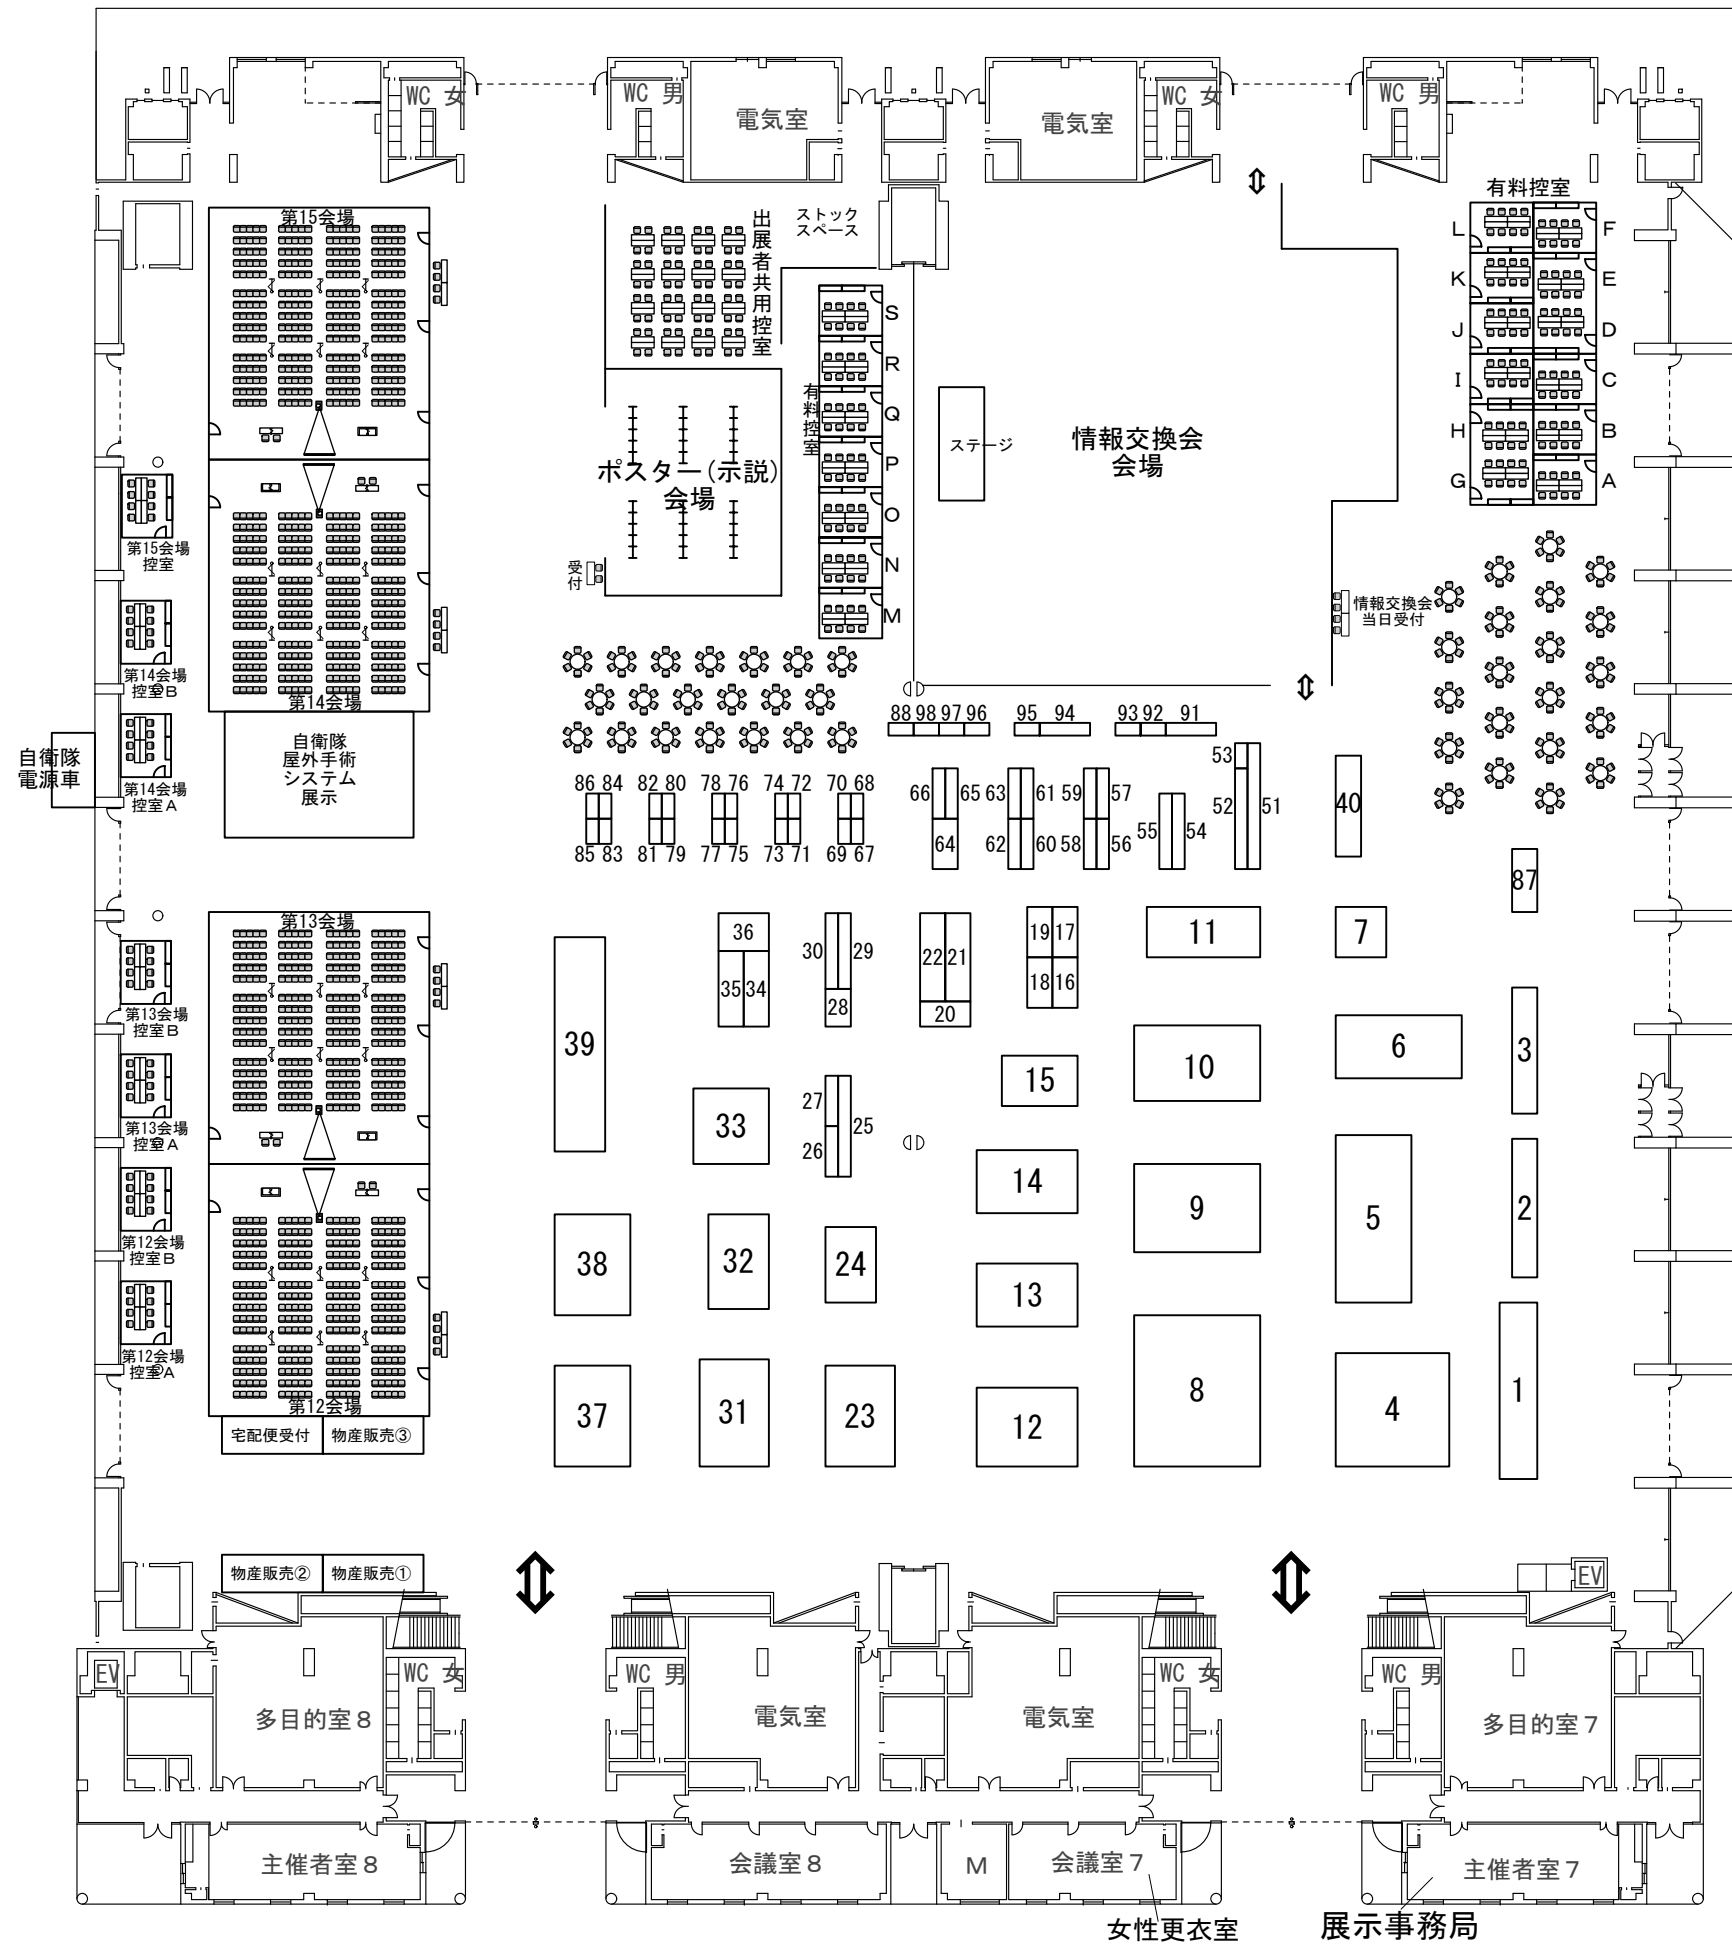 WC 女
WC 男
電気室
電気室
WC 女
WC 男
第15会場
出展者共用控室
ストック
スペース
有料控室
L
F
K
E
J
D
I
C
H
B
G
A
S
R
Q
P
O
N
M
有料控室
ステージ
情報交換会
会場
ポスター(示説)
会場
受付
第15会場
控室
第14会場
控室B
第14会場
控室A
第14会場
自衛隊
電源車
自衛隊
屋外手術
システム
展示
情報交換会
当日受付
88 98 97 96
95 94
93 92 91
53
52
51
40
86 84
85 83
82 80
81 79
78 76
77 75
74 72
73 71
70 68
69 67
66 65
64
63 61
62 60
59 57
58 56
55 54
87
第13会場
第13会場
控室B
第13会場
控室A
第12会場
控室B
第12会場
控室A
第12会場
宅配便受付
物産販売③
39
36
35 34
30 29
28
22 21
20
19 17
18 16
11
7
33
27
26
25
15
10
6
3
38
32
24
14
13
9
5
2
37
31
23
12
8
4
1
物産販売②
物産販売①
EV
EV
WC 女
WC 男
WC 女
WC 男
多目的室8
電気室
電気室
多目的室7
主催者室8
会議室8
M
会議室7
主催者室7
女性更衣室
展示事務局